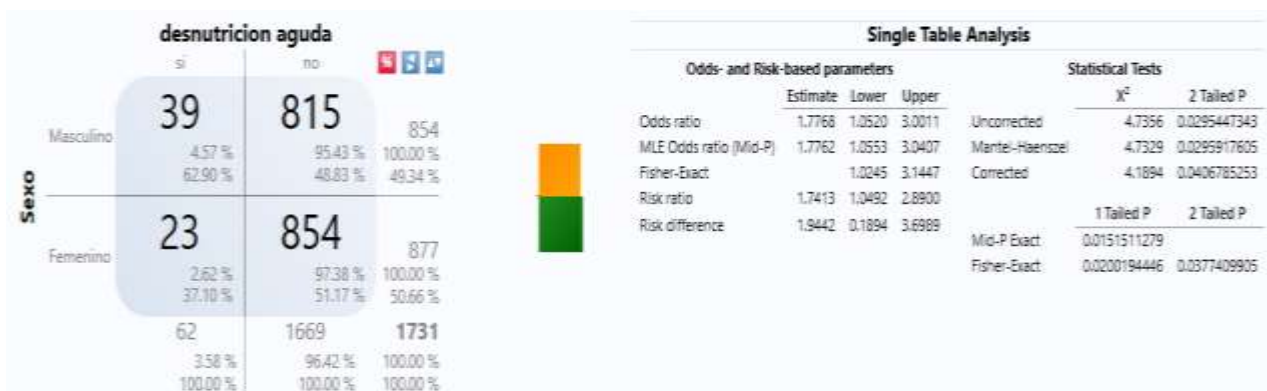 desnutricion aguda
si no
Sexo
Masculino 39 815 854
4.57 % 95.43 % 100.00 %
62.90 % 48.83 % 49.34 %
Femenino 23 854 877
2.62 % 97.38 % 100.00 %
37.10 % 51.17 % 50.66 %
62 1669 1731
3.58 % 96.42 % 100.00 %
100.00 % 100.00 % 100.00 %
Single Table Analysis
Odds- and Risk-based parameters
Estimate Lower Upper
Odds ratio 1.7768 1.0520 3.0011
MLE Odds ratio (Mid-P) 1.7762 1.0553 3.0407
Fisher-Exact 1.0245 3.1447
Risk ratio 1.7413 1.0492 2.8900
Risk difference 1.9442 0.1894 3.6989
Statistical Tests
X² 2 Tailed P
Uncorrected 4.7356 0.0295447343
Mantel-Haenszel 4.7329 0.0295917605
Corrected 4.1894 0.0406785253
1 Tailed P 2 Tailed P
Mid-P Exact 0.0151511279
Fisher-Exact 0.0200194446 0.0377409905